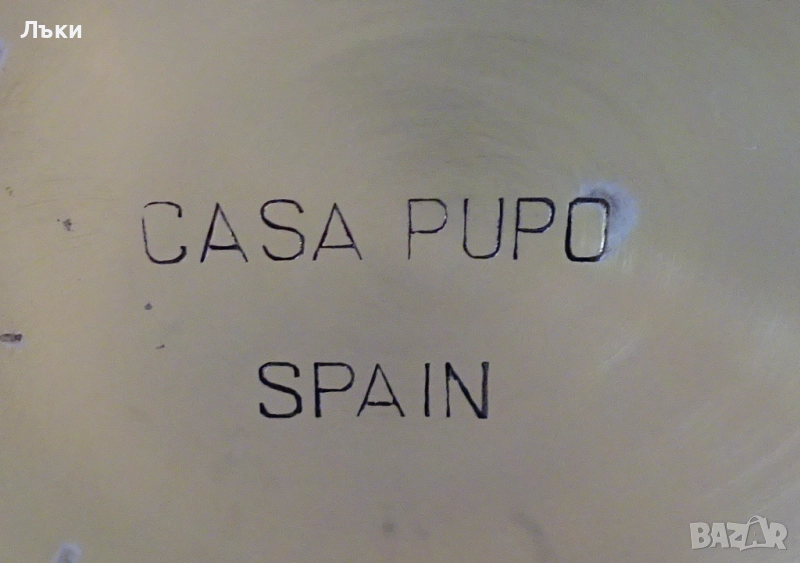 Лъки
CASA PUPO
SPAIN
BAZAR